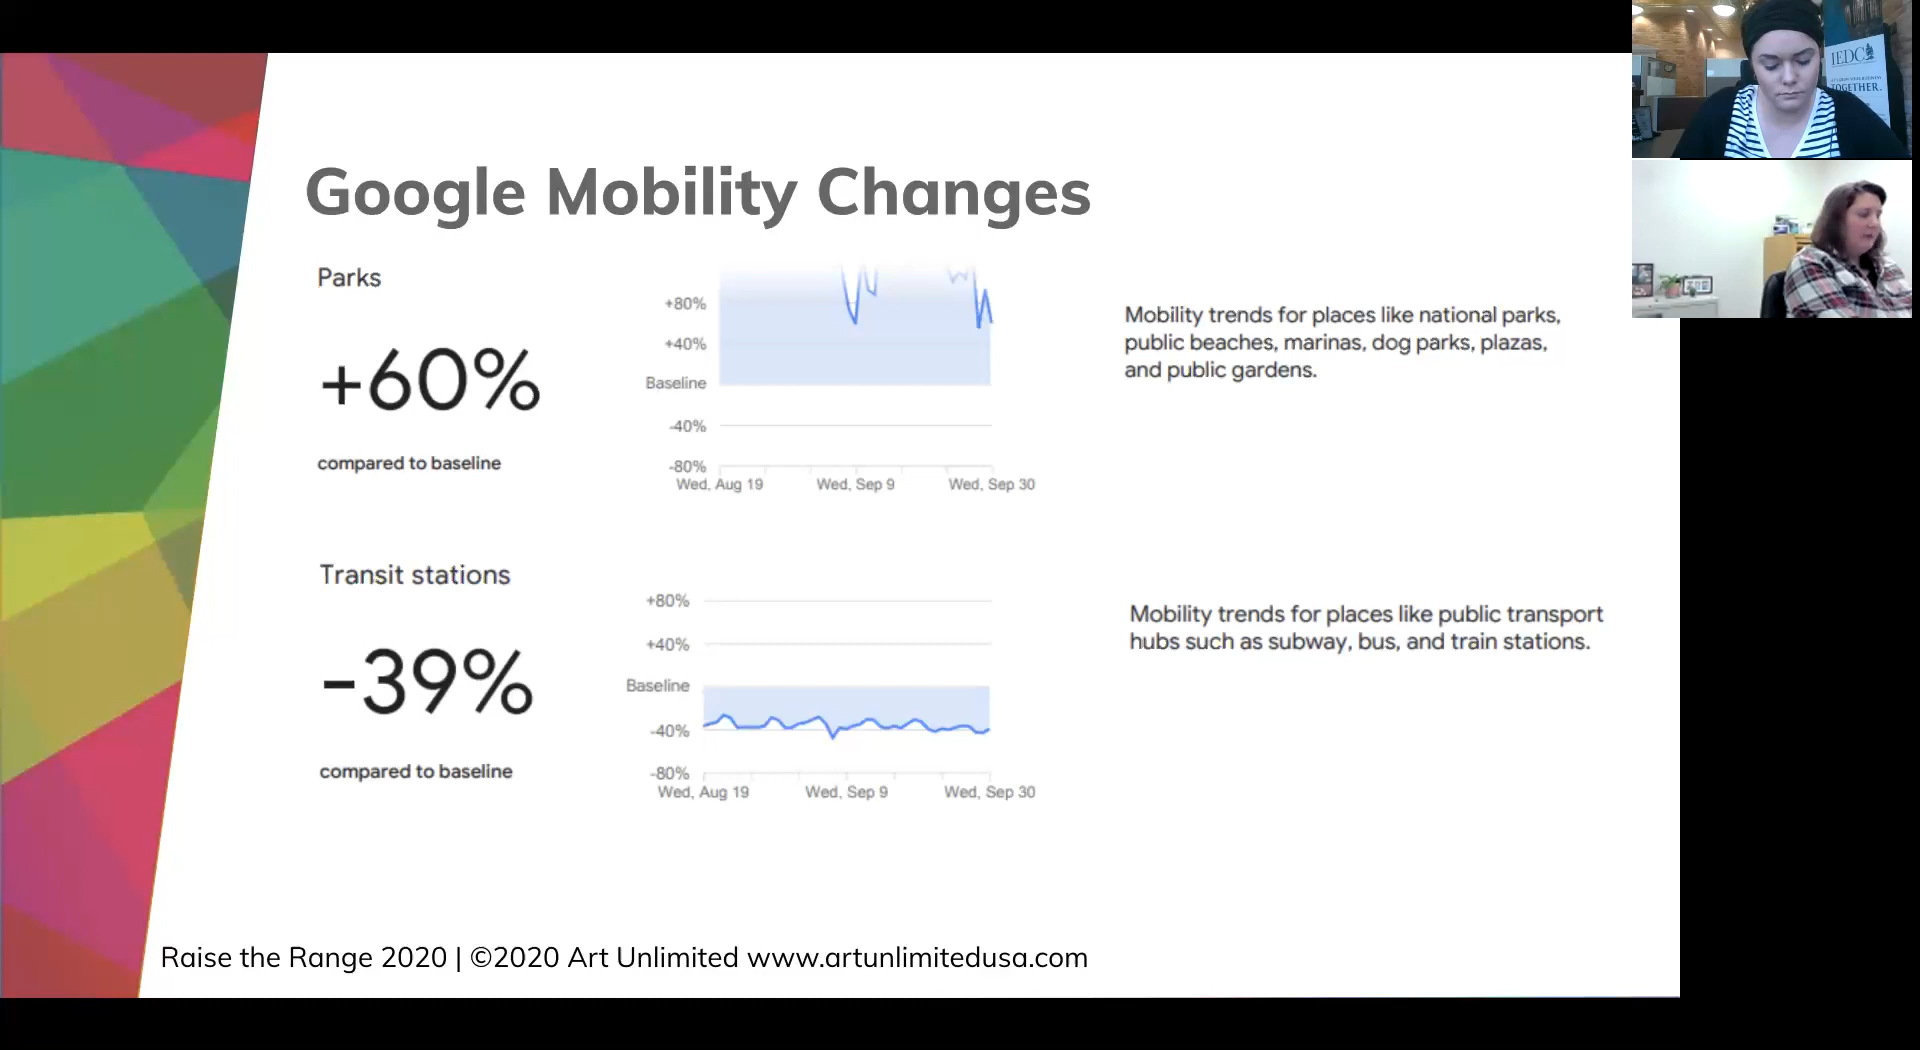 Google Mobility Changes
Parks
+60%
compared to baseline
+80%
+40%
Baseline
-40%
-80%
Wed, Aug 19
Wed, Sep 9
Wed, Sep 30
Mobility trends for places like national parks,
public beaches, marinas, dog parks, plazas,
and public gardens.
Transit stations
-39%
compared to baseline
+80%
+40%
Baseline
-40%
-80%
Wed, Aug 19
Wed, Sep 9
Wed, Sep 30
Mobility trends for places like public transport
hubs such as subway, bus, and train stations.
Raise the Range 2020 | ©2020 Art Unlimited www.artunlimitedusa.com
IEDC
TOGETHER.